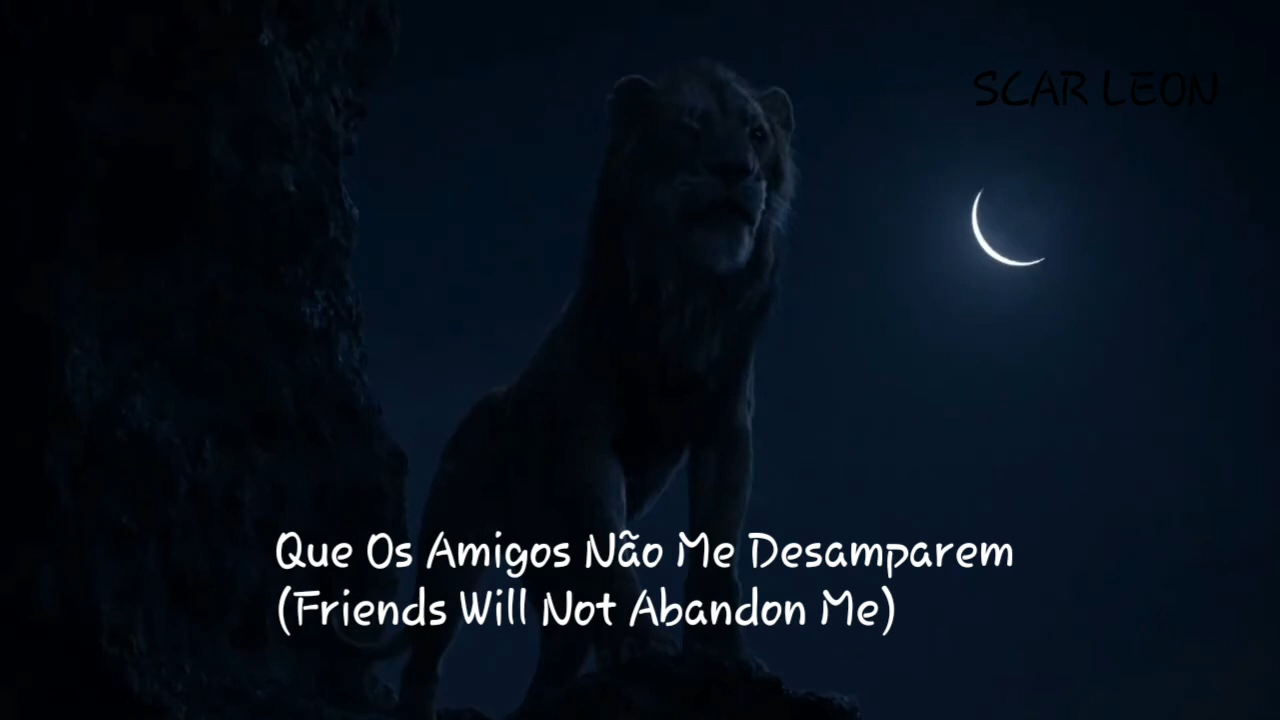 SCAR LEON
Que Os Amigos Não Me Desamparem
(Friends Will Not Abandon Me)